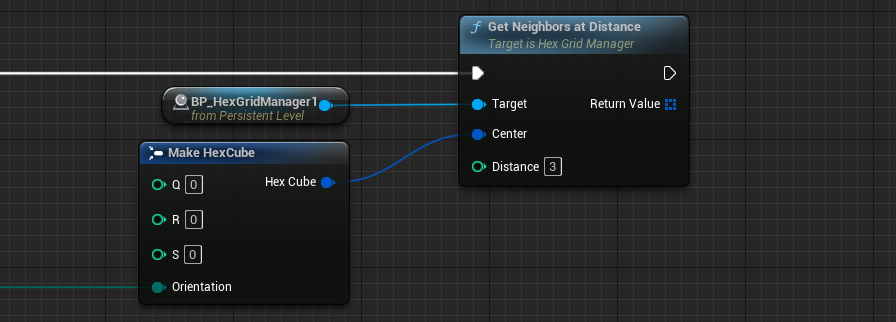 Get Neighbors at Distance
Target is Hex Grid Manager
BP_HexGridManager1
from Persistent Level
Target
Return Value
Center
Distance 3
Make HexCube
Q 0
Hex Cube
R 0
S 0
Orientation